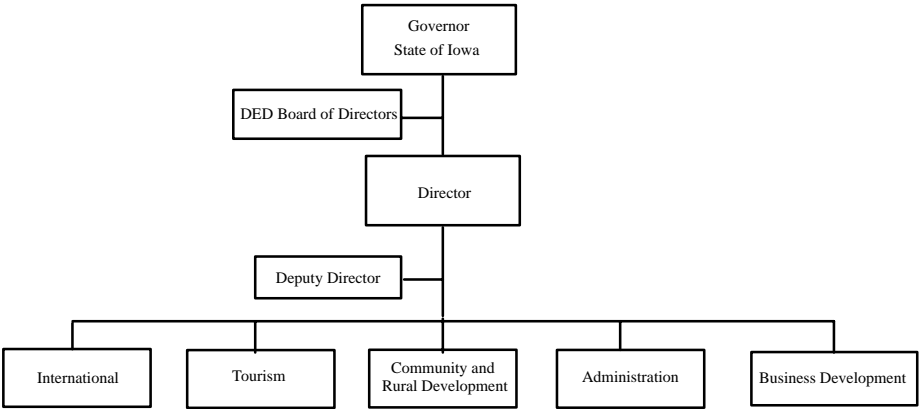 Governor
State of Iowa
DED Board of Directors
Director
Deputy Director
International
Tourism
Community and
Rural Development
Administration
Business Development